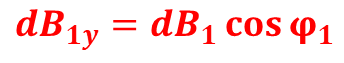 dB₁y = dB₁ cos φ₁